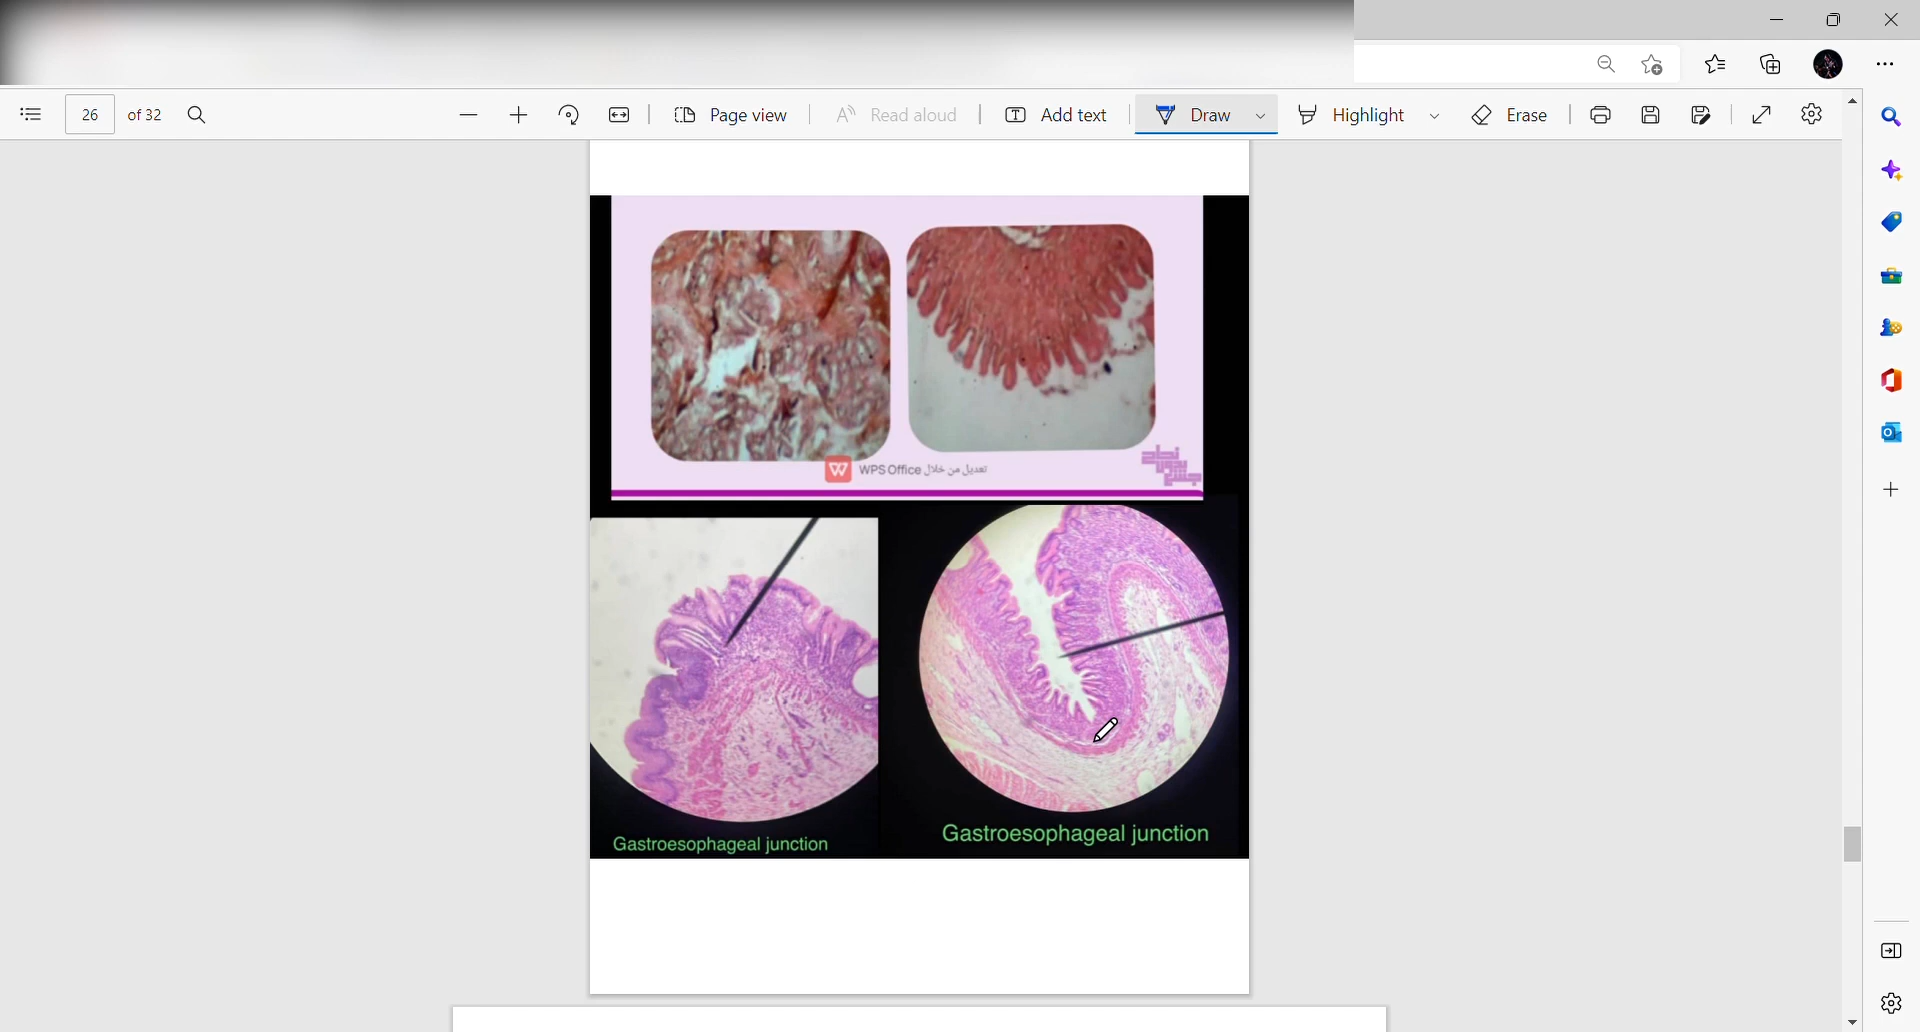 26 of 32 Page view Read aloud Add text Draw Highlight Erase
تعديل من خلال WPS Office
Gastroesophageal junction
Gastroesophageal junction